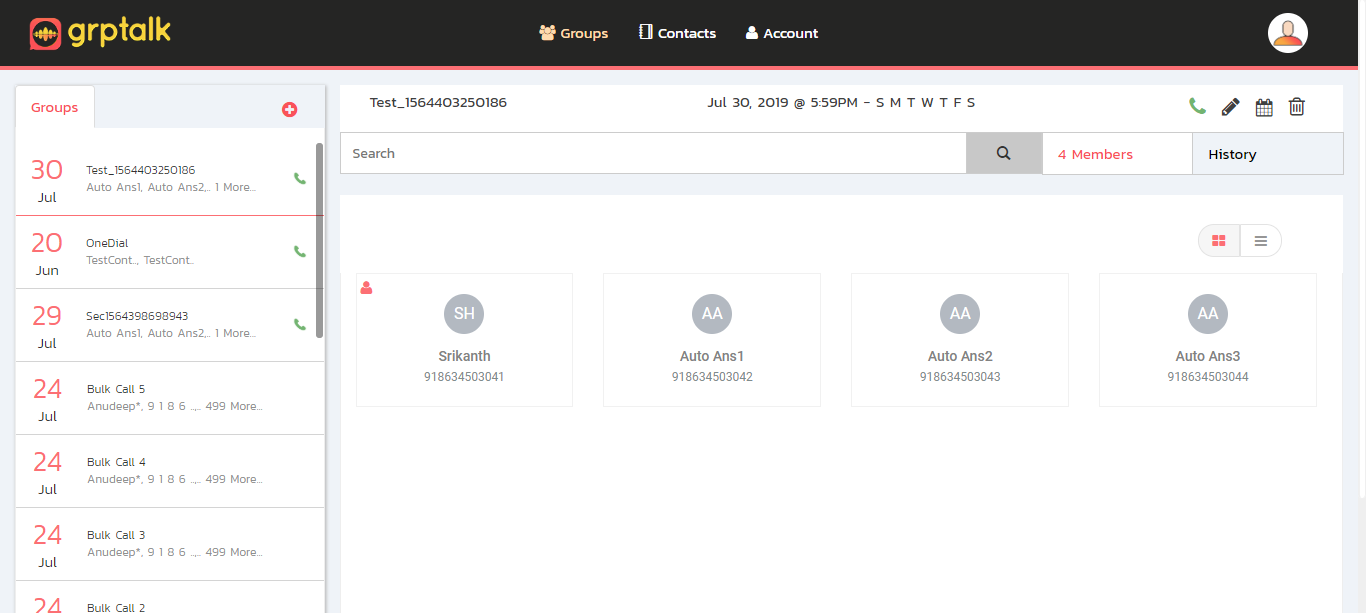 grptalk
Groups
Contacts
Account
Groups
30
Jul
Test_1564403250186
Auto Ans1, Auto Ans2,.. 1 More...
20
Jun
OneDial
TestCont.., TestCont..
29
Jul
Sec1564398698943
Auto Ans1, Auto Ans2,.. 1 More...
24
Jul
Bulk Call 5
Anudeep*, 9 1 8 6 ..,.. 499 More...
24
Jul
Bulk Call 4
Anudeep*, 9 1 8 6 ..,.. 499 More...
24
Jul
Bulk Call 3
Anudeep*, 9 1 8 6 ..,.. 499 More...
24
Bulk Call 2
Test_1564403250186
Jul 30, 2019 @ 5:59PM - S M T W T F S
Search
4 Members
History
SH
Srikanth
918634503041
AA
Auto Ans1
918634503042
AA
Auto Ans2
918634503043
AA
Auto Ans3
918634503044